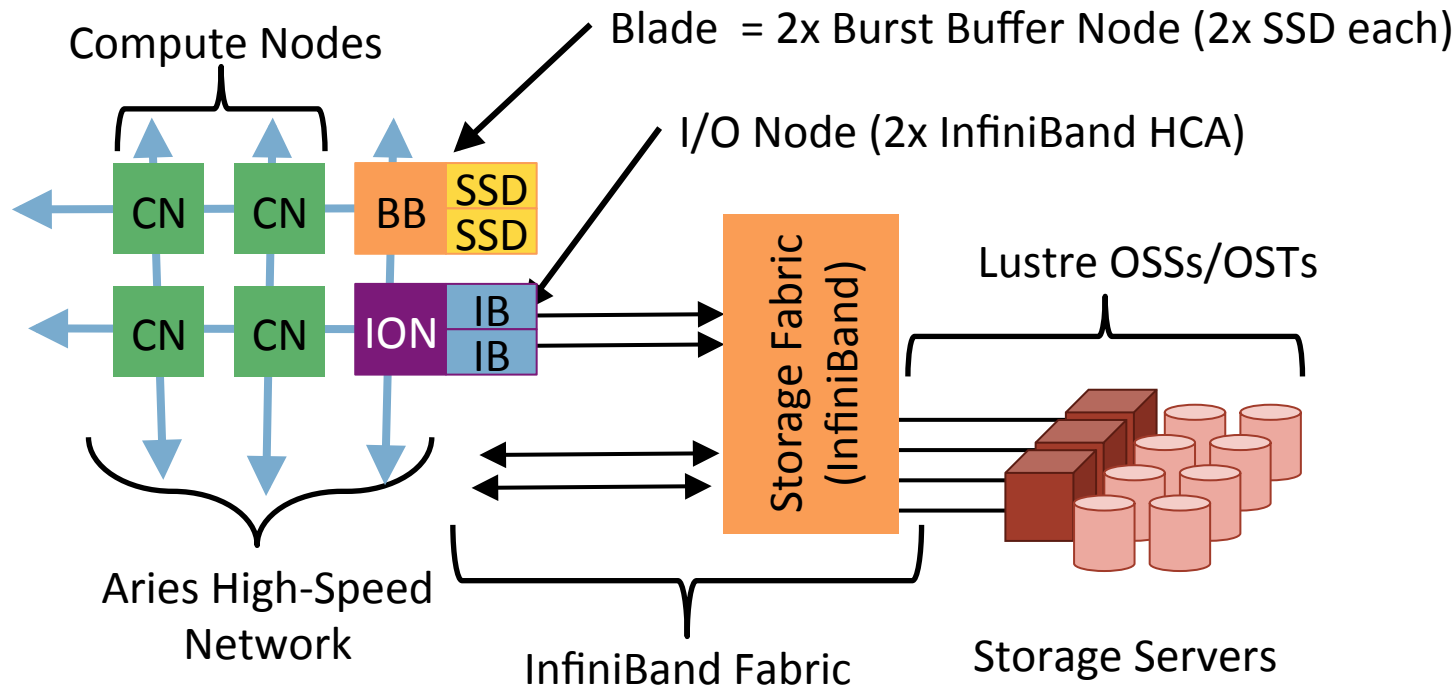 Blade = 2x Burst Buffer Node (2x SSD each)
Compute Nodes
I/O Node (2x InfiniBand HCA)
CN
CN
BB
SSD
SSD
CN
CN
ION
IB
IB
Storage Fabric
(InfiniBand)
Lustre OSSs/OSTs
Aries High-Speed
Network
InfiniBand Fabric
Storage Servers